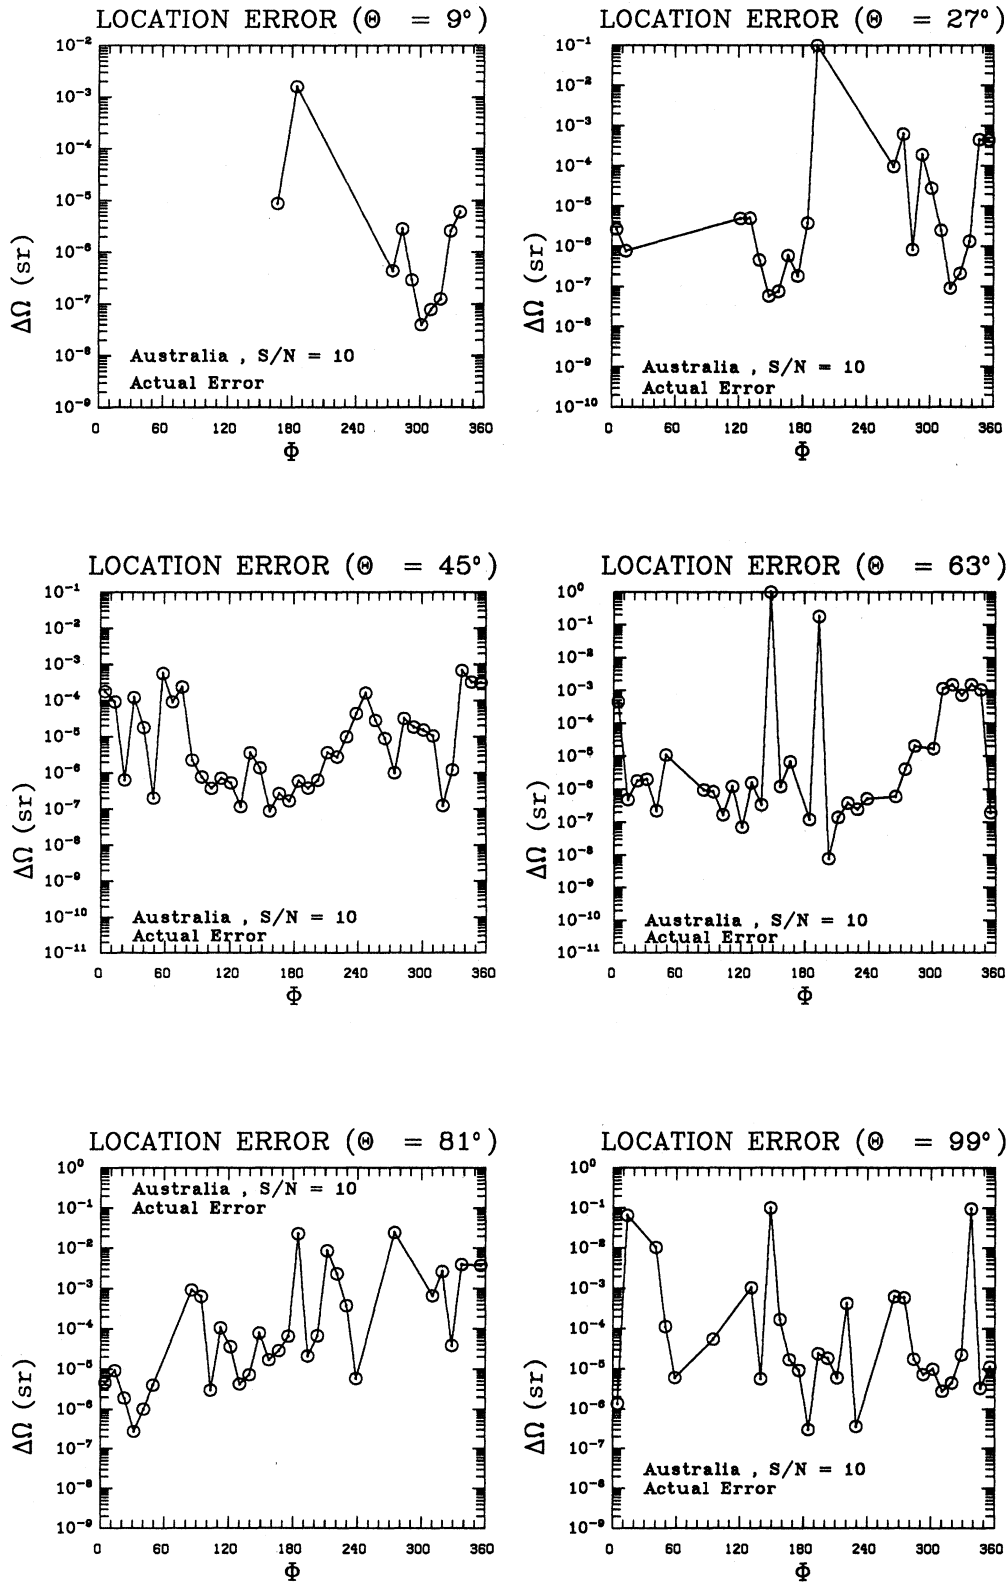 LOCATION ERROR (Θ = 9°)
10⁻²
10⁻³
10⁻⁴
10⁻⁵
10⁻⁶
10⁻⁷
10⁻⁸
10⁻⁹
ΔΩ (sr)
Australia , S/N = 10
Actual Error
0 60 120 180 240 300 360
Φ
LOCATION ERROR (Θ = 27°)
10⁻¹
10⁻²
10⁻³
10⁻⁴
10⁻⁵
10⁻⁶
10⁻⁷
10⁻⁸
10⁻⁹
10⁻¹⁰
ΔΩ (sr)
Australia , S/N = 10
Actual Error
0 60 120 180 240 300 360
Φ
LOCATION ERROR (Θ = 45°)
10⁻¹
10⁻²
10⁻³
10⁻⁴
10⁻⁵
10⁻⁶
10⁻⁷
10⁻⁸
10⁻⁹
10⁻¹⁰
10⁻¹¹
ΔΩ (sr)
Australia , S/N = 10
Actual Error
0 60 120 180 240 300 360
Φ
LOCATION ERROR (Θ = 63°)
10⁰
10⁻¹
10⁻²
10⁻³
10⁻⁴
10⁻⁵
10⁻⁶
10⁻⁷
10⁻⁸
10⁻⁹
10⁻¹⁰
10⁻¹¹
ΔΩ (sr)
Australia , S/N = 10
Actual Error
0 60 120 180 240 300 360
Φ
LOCATION ERROR (Θ = 81°)
10⁰
10⁻¹
10⁻²
10⁻³
10⁻⁴
10⁻⁵
10⁻⁶
10⁻⁷
10⁻⁸
10⁻⁹
ΔΩ (sr)
Australia , S/N = 10
Actual Error
0 60 120 180 240 300 360
Φ
LOCATION ERROR (Θ = 99°)
10⁰
10⁻¹
10⁻²
10⁻³
10⁻⁴
10⁻⁵
10⁻⁶
10⁻⁷
10⁻⁸
10⁻⁹
ΔΩ (sr)
Australia , S/N = 10
Actual Error
0 60 120 180 240 300 360
Φ